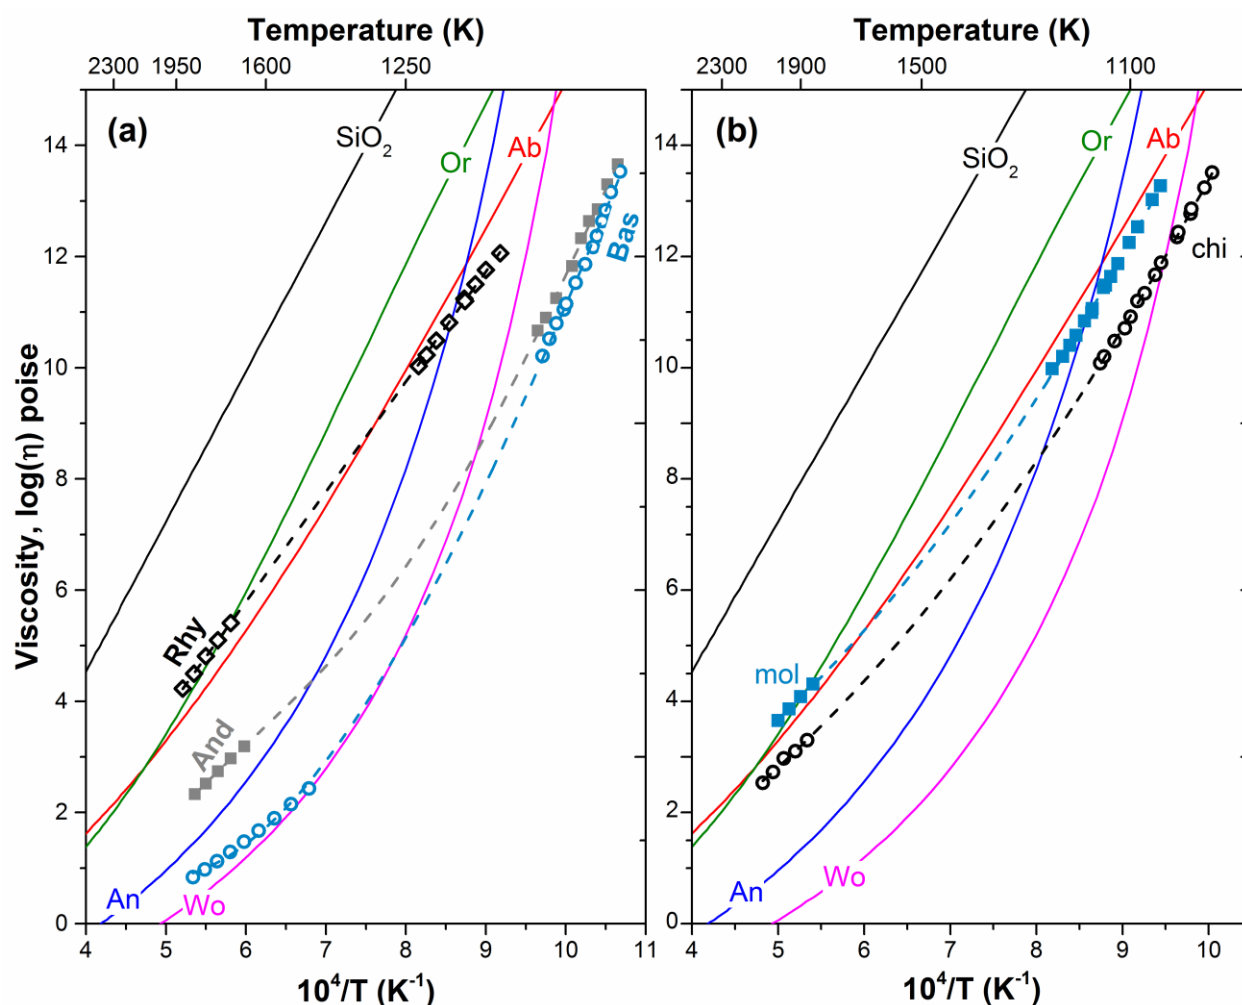 Temperature (K)
2300 1950 1600 1250
Temperature (K)
2300 1900 1500 1100
Viscosity, log(η) poise
14
12
10
8
6
4
2
0
(a)
SiO₂
Or
Ab
Bas
Rhy
And
An
Wo
4 5 6 7 8 9 10 11
10⁴/T (K⁻¹)
14
12
10
8
6
4
2
0
(b)
SiO₂
Or
Ab
chi
mol
An
Wo
4 5 6 7 8 9 10
10⁴/T (K⁻¹)